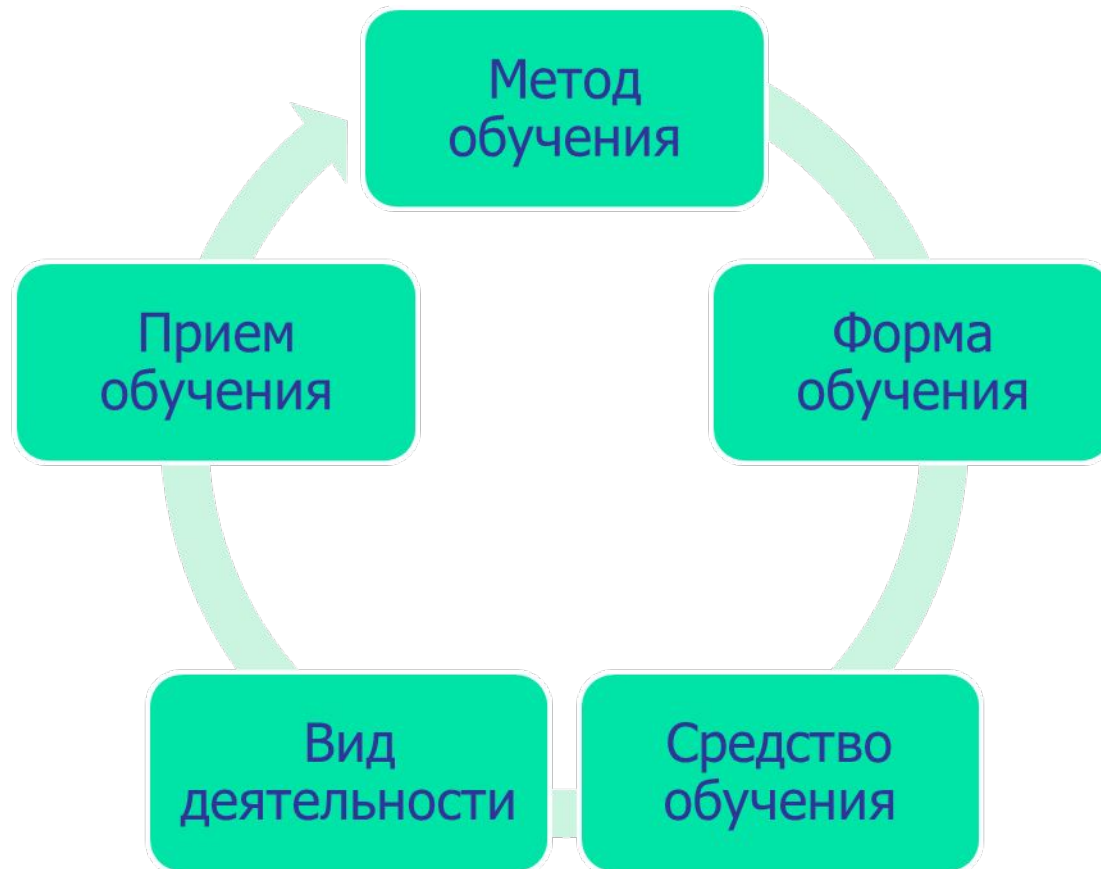 Метод
обучения
Форма
обучения
Средство
обучения
Вид
деятельности
Прием
обучения